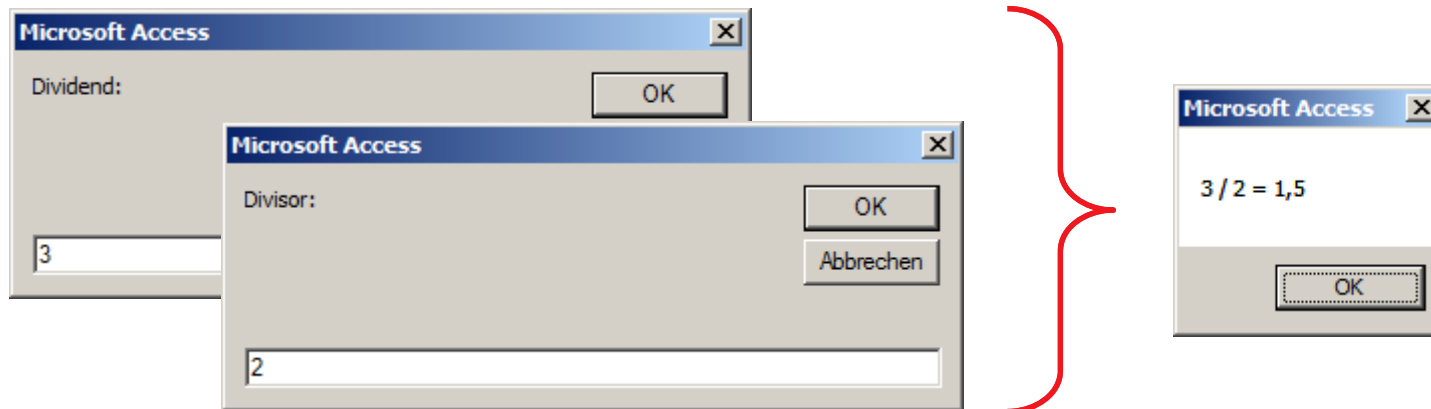 Microsoft Access
Dividend:
OK
3
Microsoft Access
Divisor:
OK
Abbrechen
2
Microsoft Access
3 / 2 = 1,5
OK